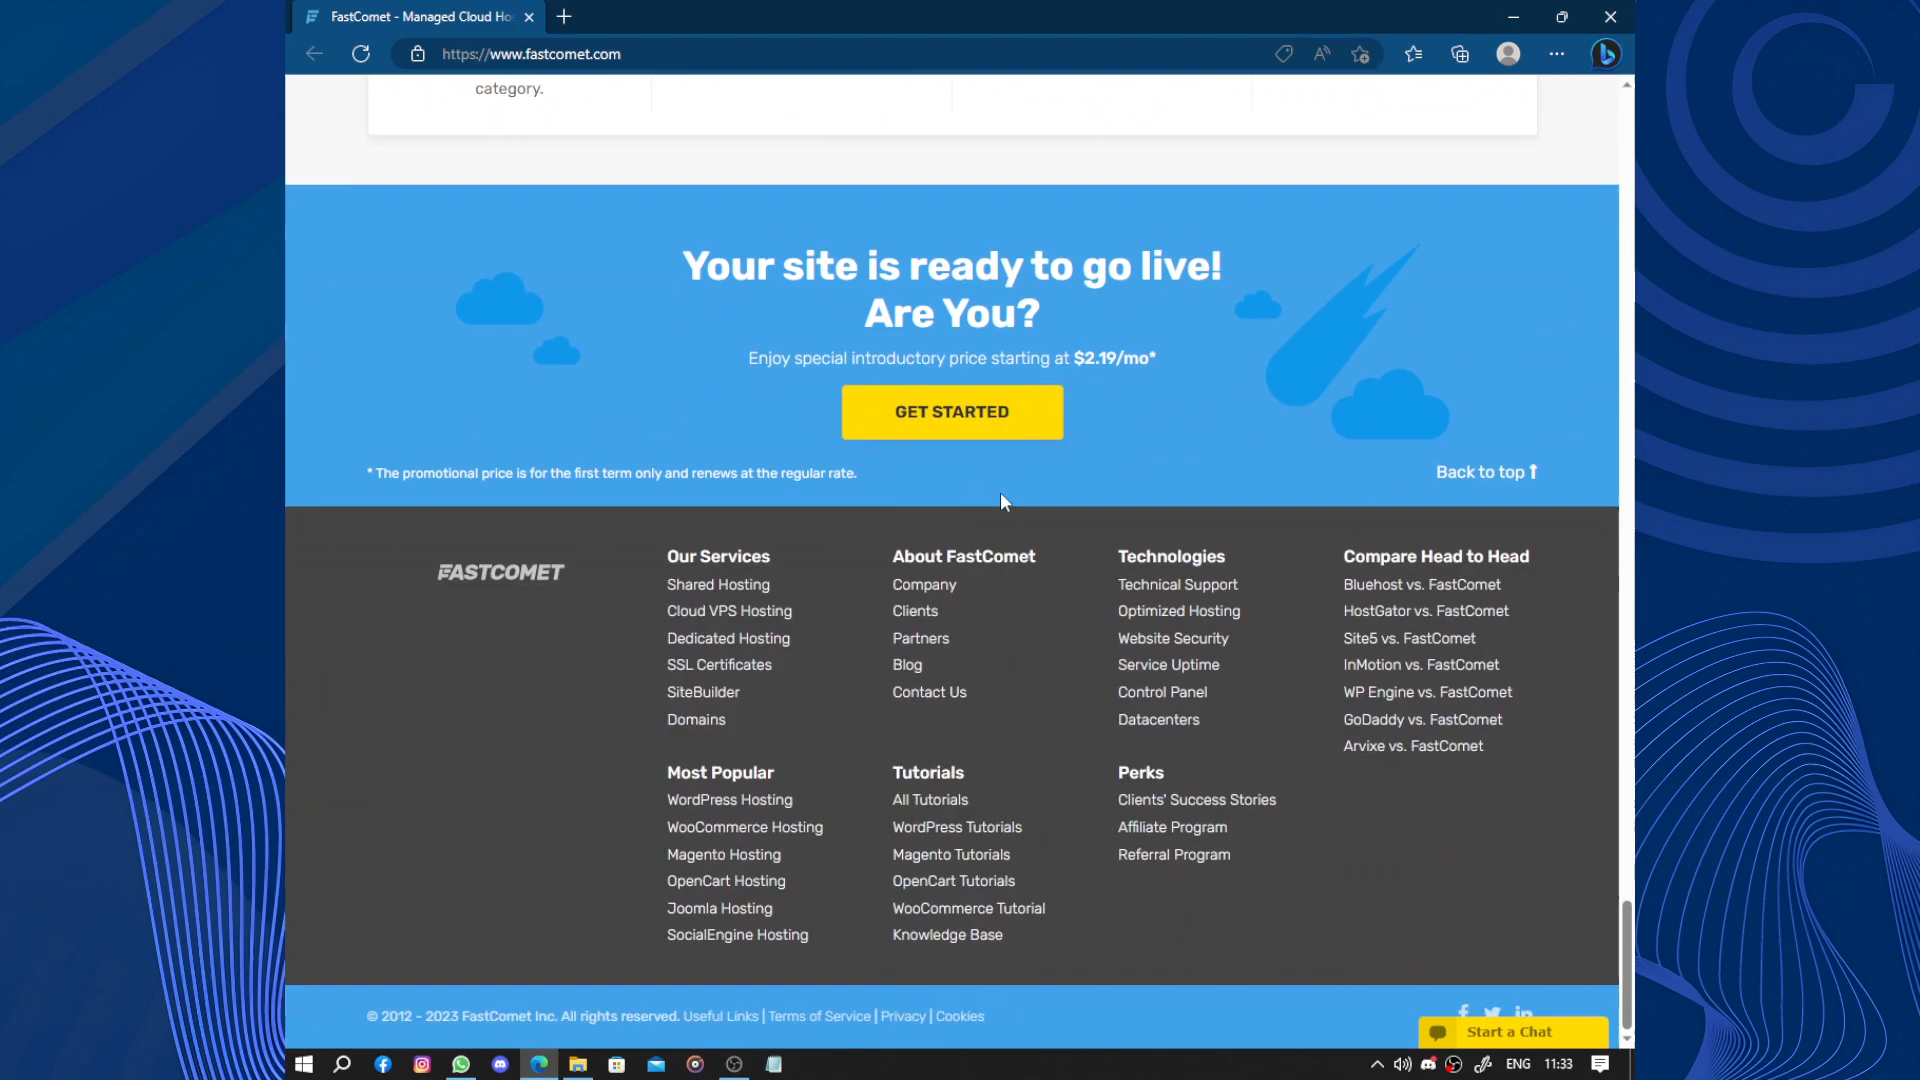 FastComet - Managed Cloud Ho
https://www.fastcomet.com
category.
Your site is ready to go live!
Are You?
Enjoy special introductory price starting at $2.19/mo*
GET STARTED
* The promotional price is for the first term only and renews at the regular rate.
Back to top
FASTCOMET
Our Services
Shared Hosting
Cloud VPS Hosting
Dedicated Hosting
SSL Certificates
SiteBuilder
Domains
About FastComet
Company
Clients
Partners
Blog
Contact Us
Technologies
Technical Support
Optimized Hosting
Website Security
Service Uptime
Control Panel
Datacenters
Compare Head to Head
Bluehost vs. FastComet
HostGator vs. FastComet
Site5 vs. FastComet
InMotion vs. FastComet
WP Engine vs. FastComet
GoDaddy vs. FastComet
Arvixe vs. FastComet
Most Popular
WordPress Hosting
WooCommerce Hosting
Magento Hosting
OpenCart Hosting
Joomla Hosting
SocialEngine Hosting
Tutorials
All Tutorials
WordPress Tutorials
Magento Tutorials
OpenCart Tutorials
WooCommerce Tutorial
Knowledge Base
Perks
Clients' Success Stories
Affiliate Program
Referral Program
© 2012 - 2023 FastComet Inc. All rights reserved. Useful Links | Terms of Service | Privacy | Cookies
Start a Chat
ENG 11:33